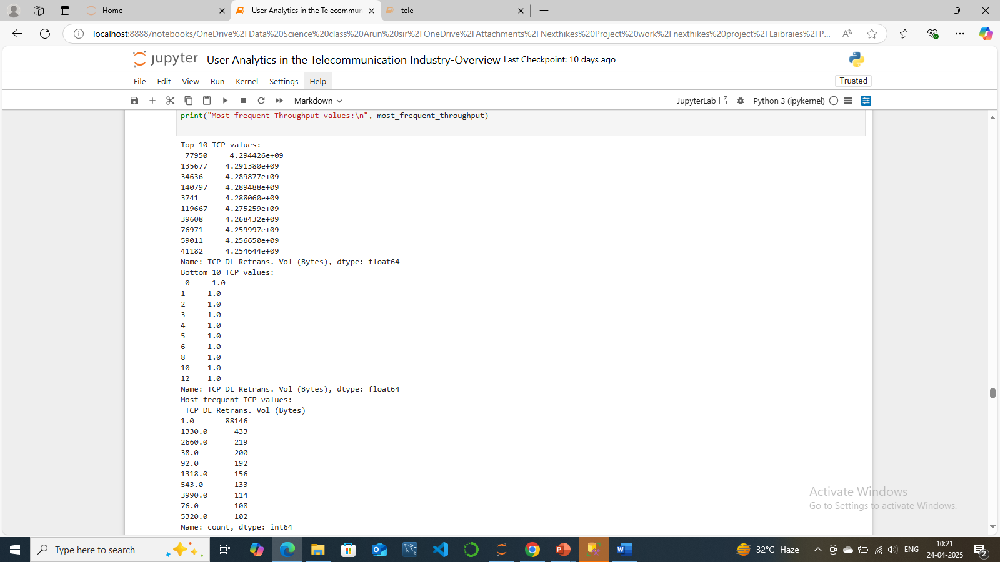 Home
User Analytics in the Telecommun
tele
localhost:8888/notebooks/OneDrive%2FData%20Science%20class%20Arun%20sir%2FOneDrive%2FAttachments%2FNexthikes%20Project%20work%2Fnexthikes%20project%2FLaibraies%2FP...
jupyter User Analytics in the Telecommunication Industry-Overview Last Checkpoint: 10 days ago
File Edit View Run Kernel Settings Help Trusted
Markdown JupyterLab Python 3 (ipykernel)
print("Most frequent Throughput values:\n", most_frequent_throughput)
Top 10 TCP values:
77950 4.294426e+09
135677 4.291380e+09
34636 4.289877e+09
140797 4.289488e+09
3741 4.288060e+09
119667 4.275259e+09
39608 4.268432e+09
76971 4.259997e+09
59011 4.256650e+09
41182 4.254644e+09
Name: TCP DL Retrans. Vol (Bytes), dtype: float64
Bottom 10 TCP values:
0 1.0
1 1.0
2 1.0
3 1.0
4 1.0
5 1.0
6 1.0
8 1.0
10 1.0
12 1.0
Name: TCP DL Retrans. Vol (Bytes), dtype: float64
Most frequent TCP values:
TCP DL Retrans. Vol (Bytes)
1.0 88146
1330.0 433
2660.0 219
38.0 200
92.0 192
1318.0 156
543.0 133
3990.0 114
76.0 108
5320.0 102
Name: count, dtype: int64
Activate Windows
Go to Settings to activate Windows.
Type here to search
32°C Haze
ENG
10:21
24-04-2025
2